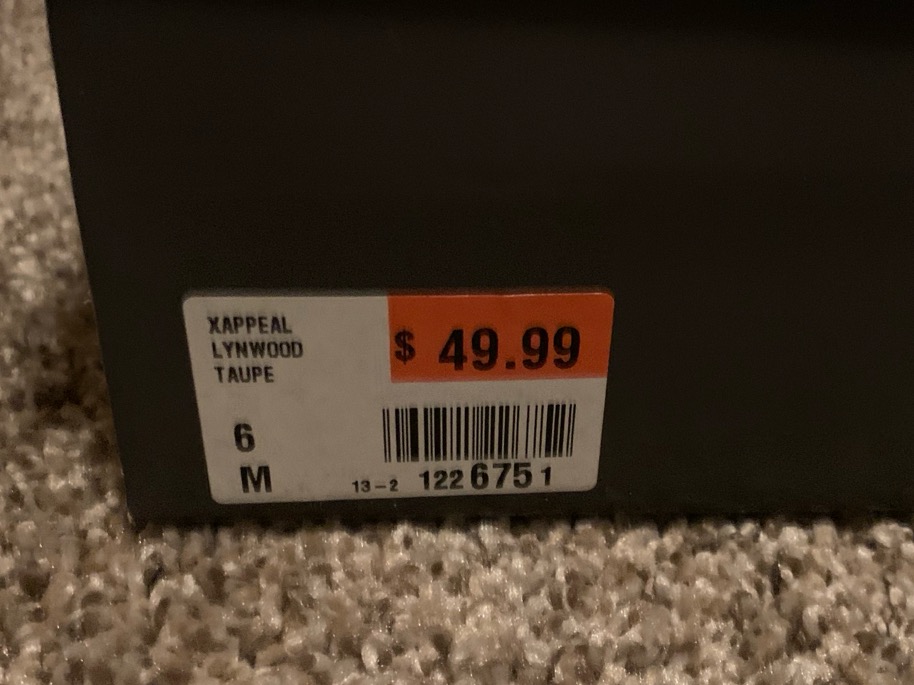 XAPPEAL
LYNWOOD
TAUPE
$ 49.99
6
M
13-2 122 675 1